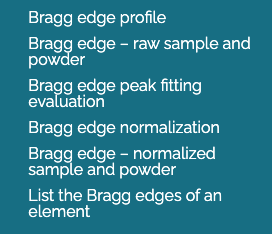 Bragg edge profile
Bragg edge – raw sample and
powder
Bragg edge peak fitting
evaluation
Bragg edge normalization
Bragg edge – normalized
sample and powder
List the Bragg edges of an
element